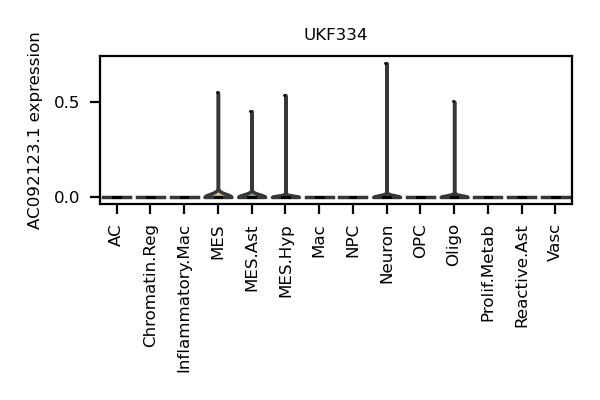 UKF334
AC092123.1 expression
0.5
0.0
AC
Chromatin.Reg
Inflammatory.Mac
MES
MES.Ast
MES.Hyp
Mac
NPC
Neuron
OPC
Oligo
Prolif.Metab
Reactive.Ast
Vasc